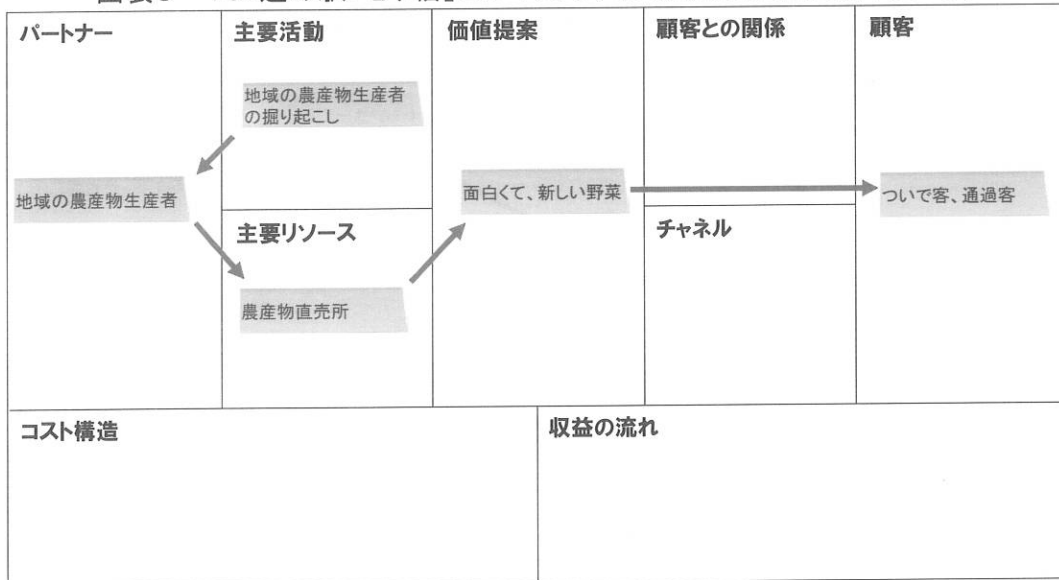 パートナー
主要活動
価値提案
顧客との関係
顧客
地域の農産物生産者
の掘り起こし
地域の農産物生産者
面白くて、新しい野菜
ついで客、通過客
主要リソース
チャネル
農産物直売所
コスト構造
収益の流れ